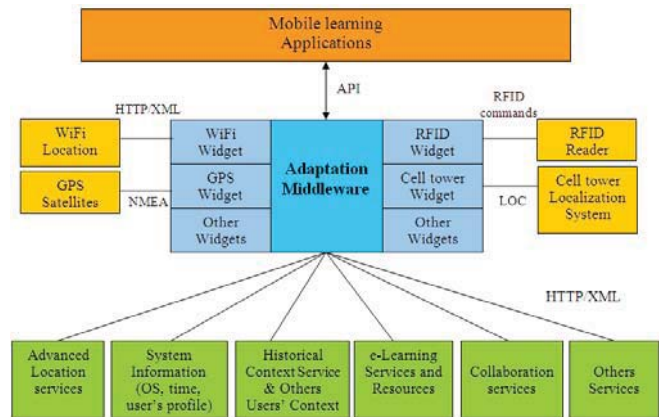 Mobile learning
Applications
API
HTTP/XML
RFID
commands
WiFi
Location
WiFi
Widget
Adaptation
Middleware
RFID
Widget
RFID
Reader
GPS
Satellites
NMEA
GPS
Widget
Cell tower
Widget
LOC
Cell tower
Localization
System
Other
Widgets
Other
Widgets
HTTP/XML
Advanced
Location
services
System
Information
(OS, time,
user's profile)
Historical
Context Service
& Others
Users' Context
e-Learning
Services and
Resources
Collaboration
services
Others
Services